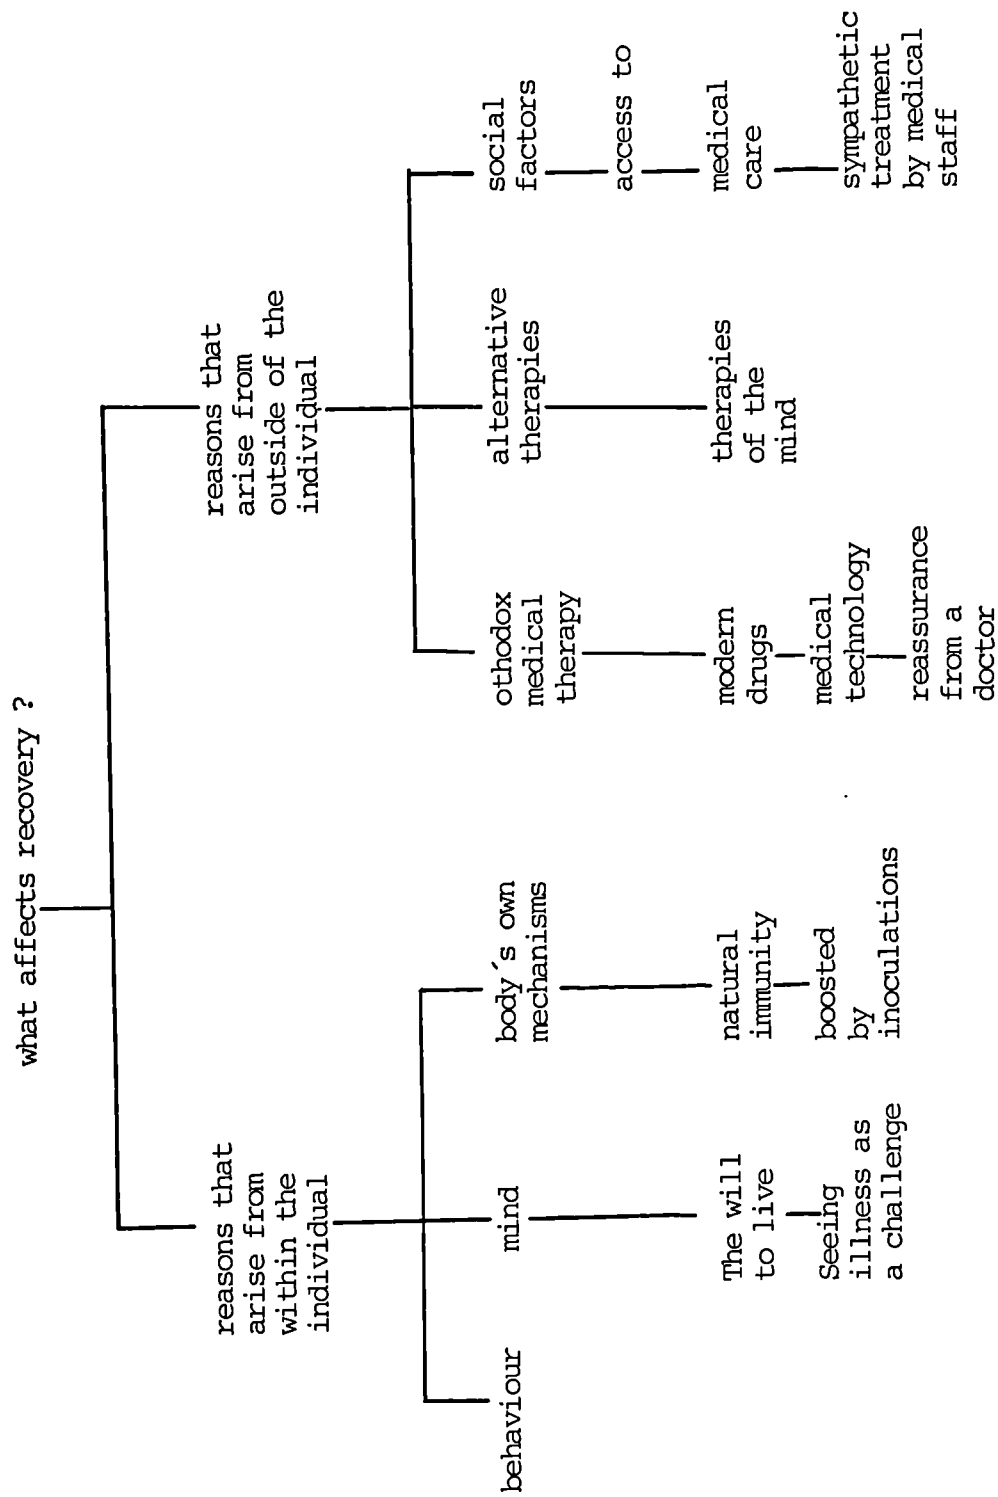 what affects recovery ?
reasons that
arise from
within the
individual
reasons that
arise from
outside of the
individual
behaviour
mind
body's own
mechanisms
othodox
medical
therapy
alternative
therapies
social
factors
access to
The will
to live
Seeing
illness as
a challenge
natural
immunity
boosted
by
inoculations
modern
drugs
medical
technology
reassurance
from a
doctor
therapies
of the
mind
medical
care
sympathetic
treatment
by medical
staff